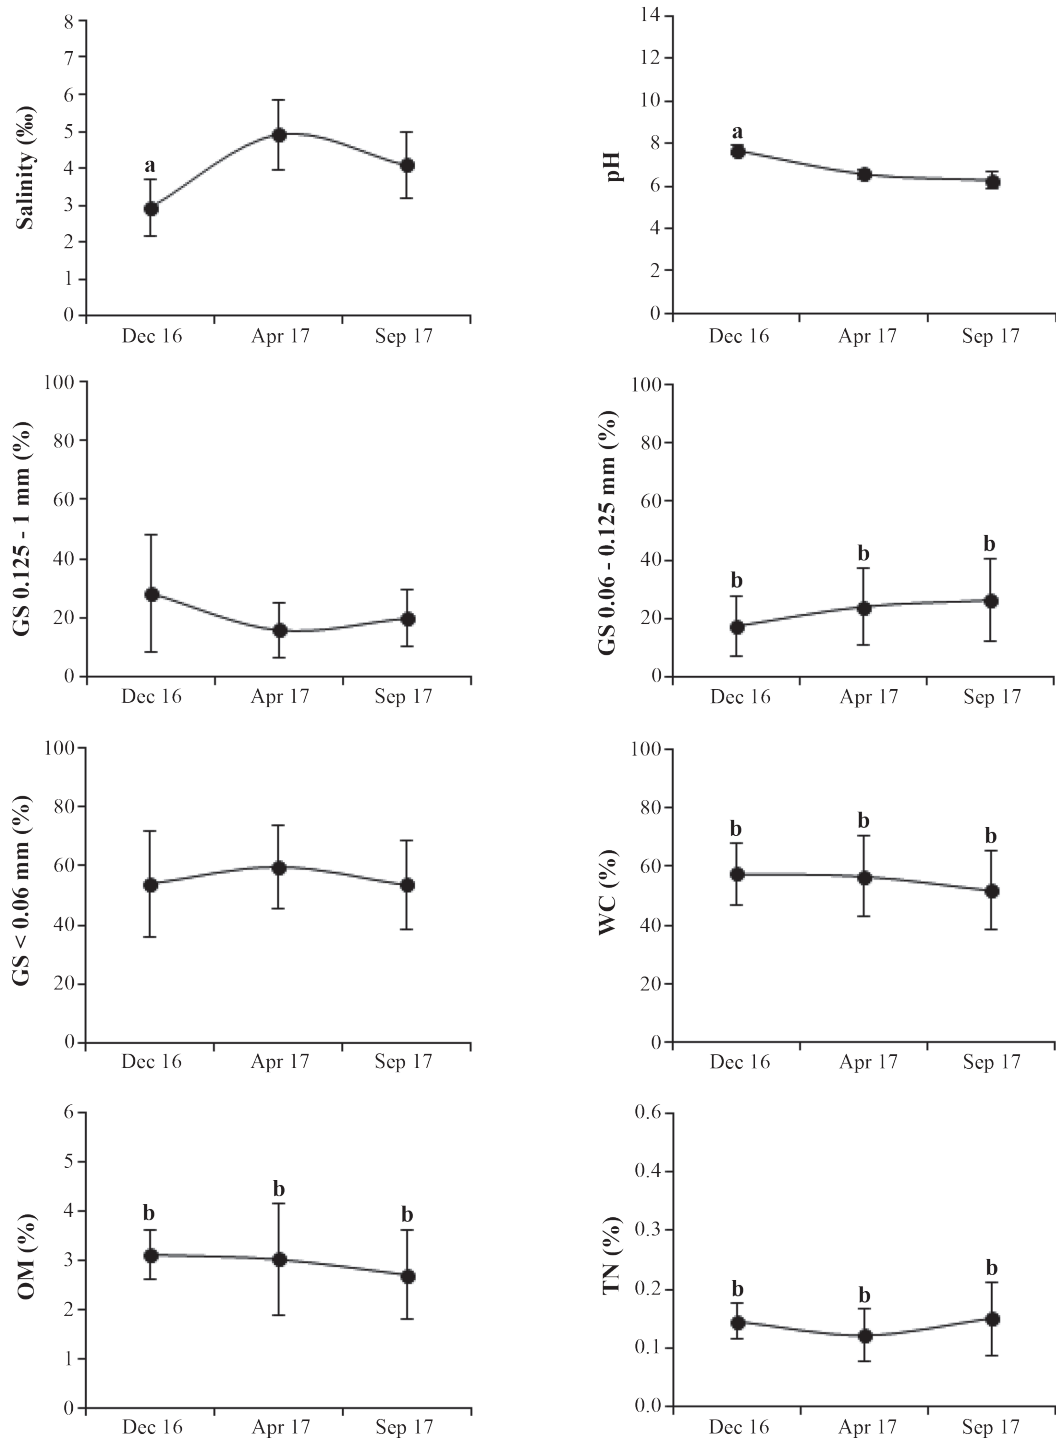 Salinity (‰)
8
7
6
5
4
3
2
1
0
a
Dec 16 Apr 17 Sep 17
pH
14
12
10
8
6
4
2
0
a
Dec 16 Apr 17 Sep 17
GS 0.125 - 1 mm (%)
100
80
60
40
20
0
Dec 16 Apr 17 Sep 17
GS 0.06 - 0.125 mm (%)
100
80
60
40
20
0
b b b
Dec 16 Apr 17 Sep 17
GS < 0.06 mm (%)
100
80
60
40
20
0
Dec 16 Apr 17 Sep 17
WC (%)
100
80
60
40
20
0
b b b
Dec 16 Apr 17 Sep 17
OM (%)
6
5
4
3
2
1
0
b b b
Dec 16 Apr 17 Sep 17
TN (%)
0.6
0.4
0.3
0.2
0.1
0.0
b b b
Dec 16 Apr 17 Sep 17